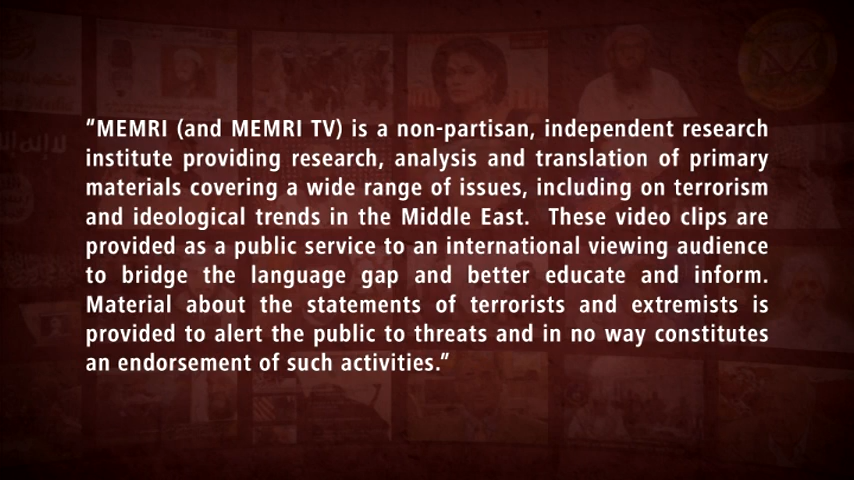 “MEMRI (and MEMRI TV) is a non-partisan, independent research
institute providing research, analysis and translation of primary
materials covering a wide range of issues, including on terrorism
and ideological trends in the Middle East.  These video clips are
provided as a public service to an international viewing audience
to bridge the language gap and better educate and inform.
Material about the statements of terrorists and extremists is
provided to alert the public to threats and in no way constitutes
an endorsement of such activities.”